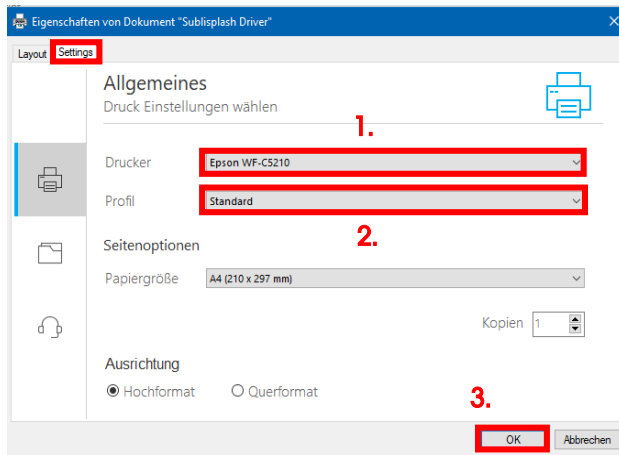 Eigenschaften von Dokument "Sublisplash Driver"
Layout Settings
Allgemeines
Druck Einstellungen wählen
1.
Drucker Epson WF-C5210
Profil Standard
2.
Seitenoptionen
Papiergröße A4 (210 x 297 mm)
Kopien 1
Ausrichtung
Hochformat Querformat
3.
OK Abbrechen